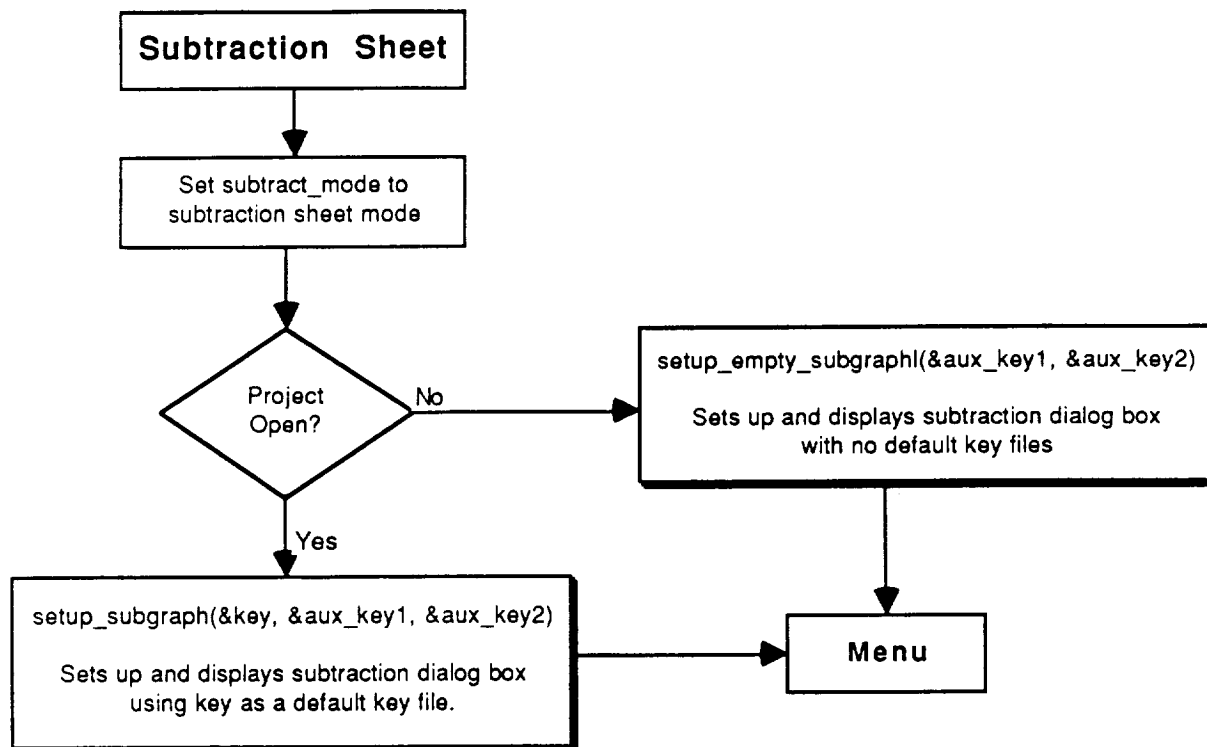 Subtraction Sheet
Set subtract_mode to
subtraction sheet mode
Project
Open?
No
setup_empty_subgraphl(&aux_key1, &aux_key2)
Sets up and displays subtraction dialog box
with no default key files
Yes
setup_subgraph(&key, &aux_key1, &aux_key2)
Sets up and displays subtraction dialog box
using key as a default key file.
Menu